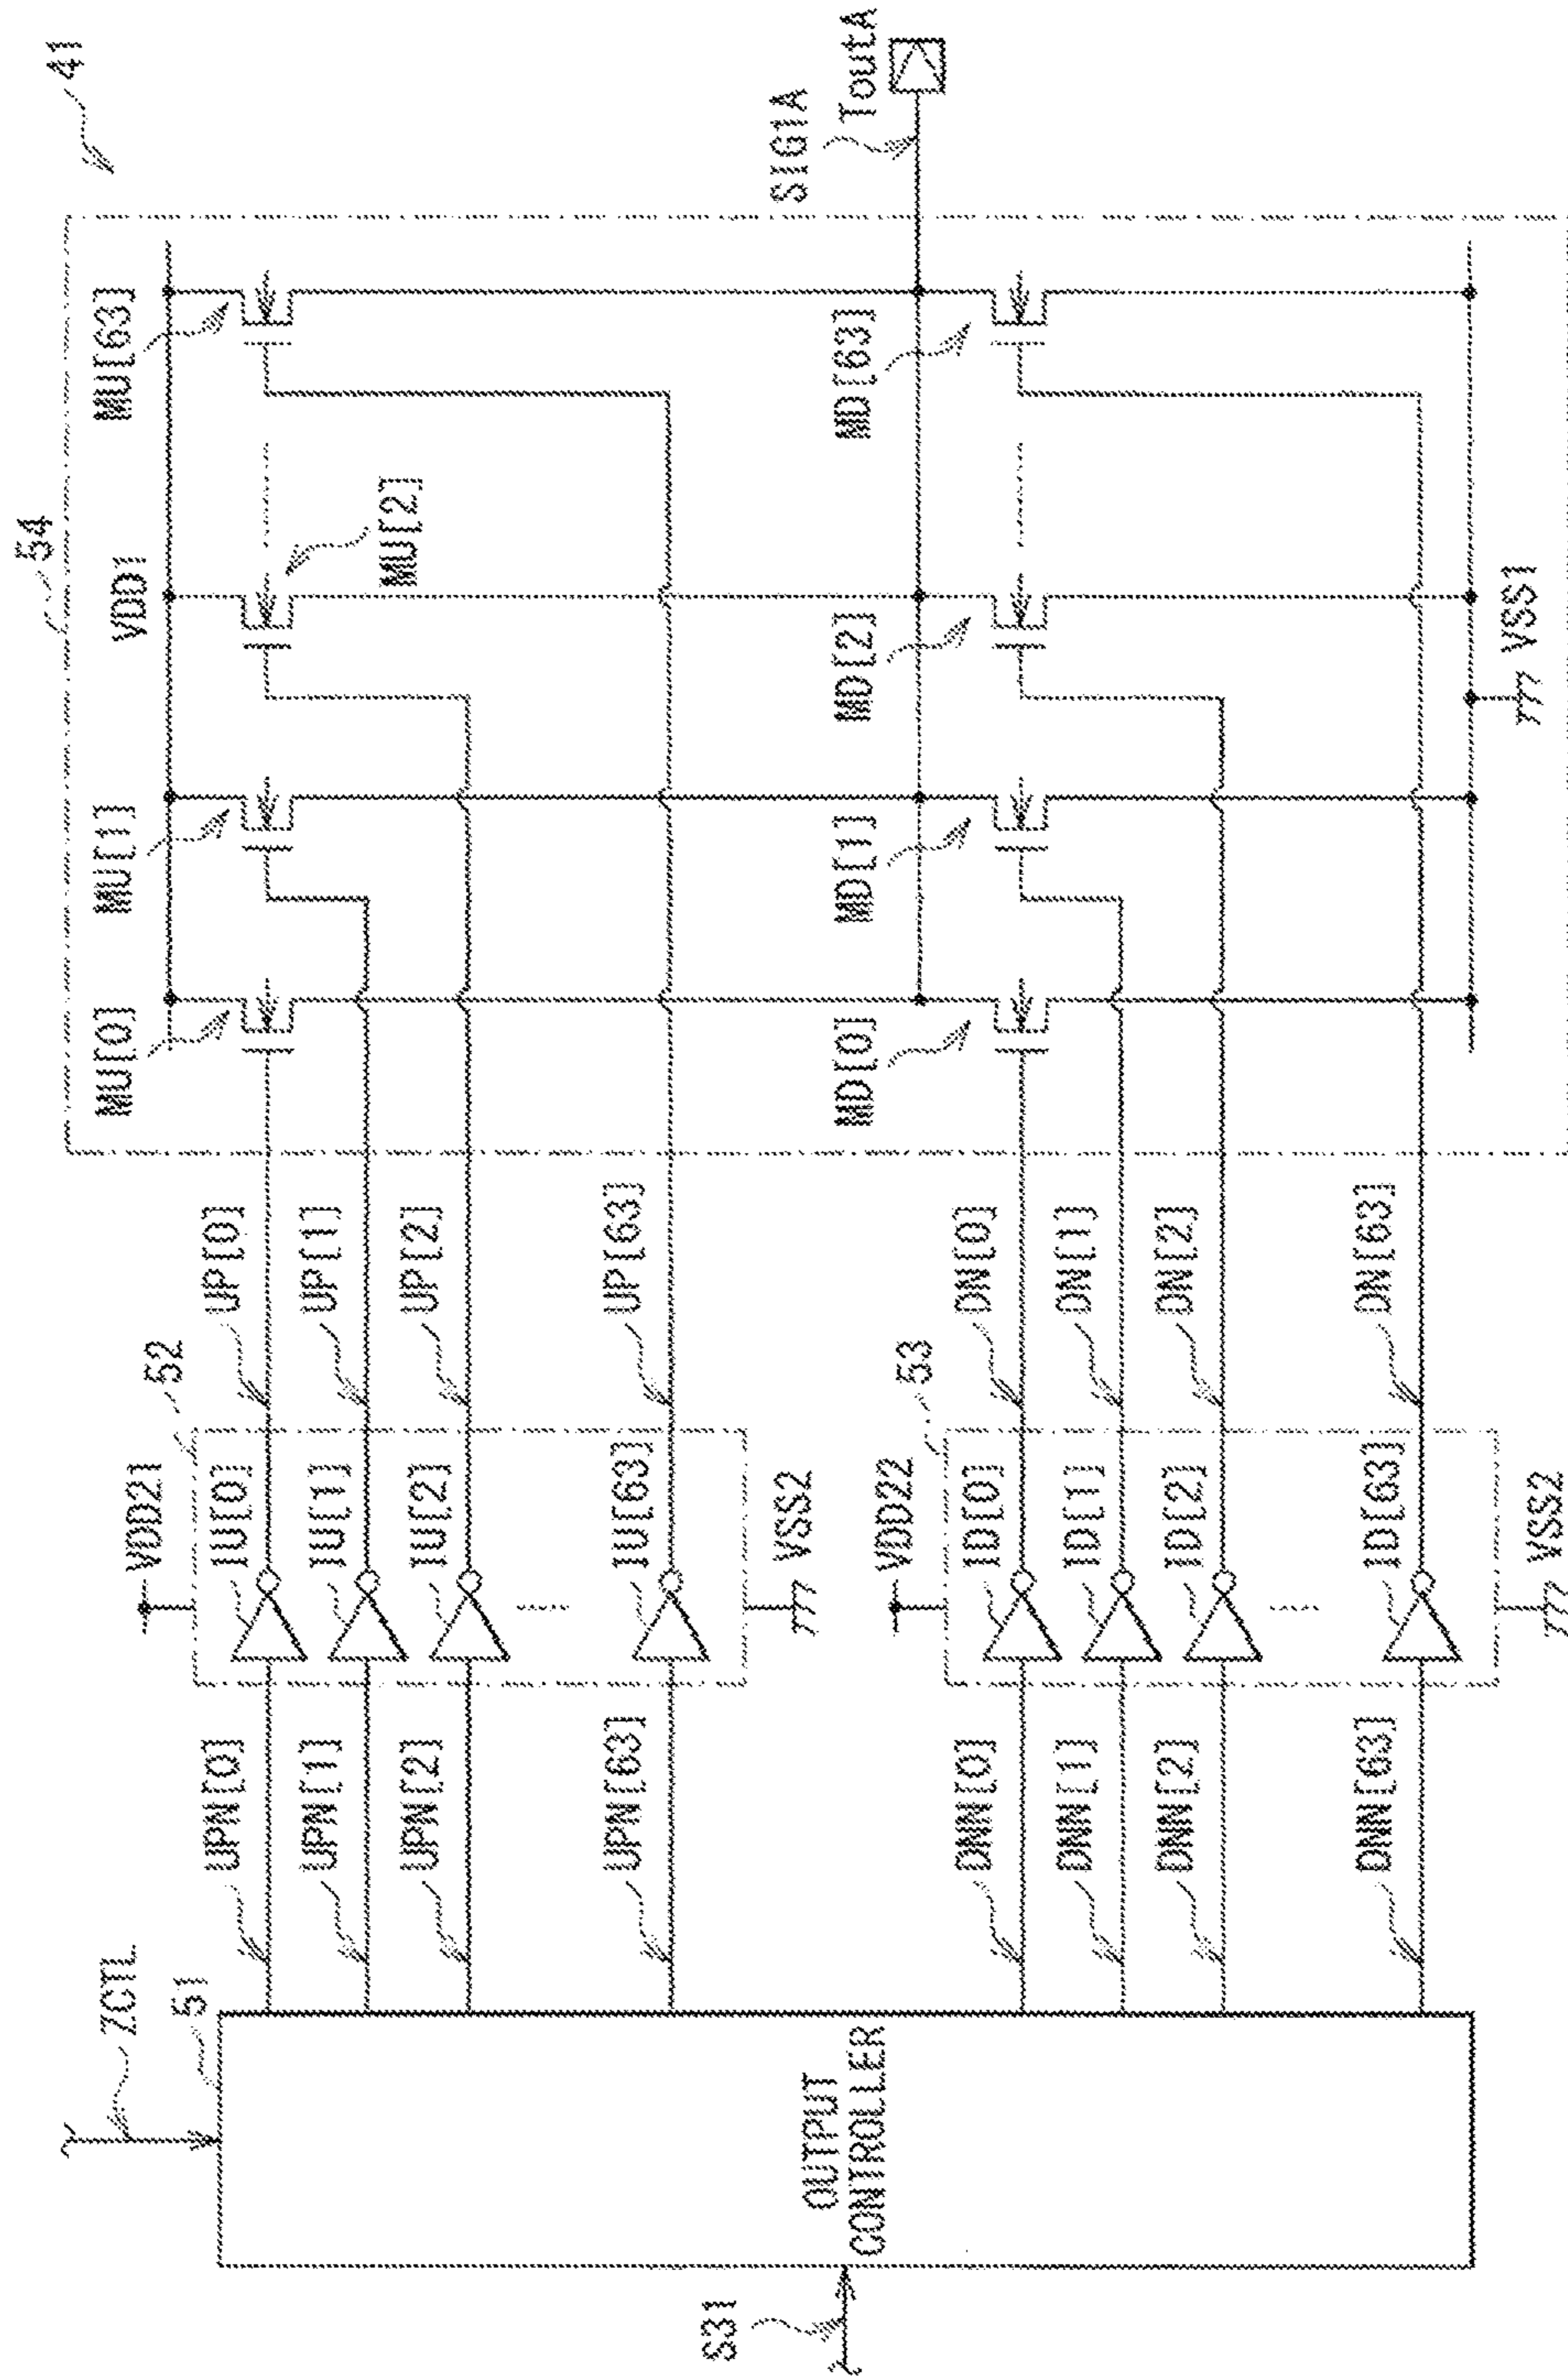 41
54
VDD1
MU[0]
MU[1]
MU[2]
MU[63]
SIG1A
ToutA
MD[0]
MD[1]
MD[2]
MD[63]
VSS1
ZCTL
51
S31
OUTPUT
CONTROLLER
UPN[0]
UPN[1]
UPN[2]
UPN[63]
VDD21
52
IU[0]
IU[1]
IU[2]
IU[63]
VSS2
UP[0]
UP[1]
UP[2]
UP[63]
DNN[0]
DNN[1]
DNN[2]
DNN[63]
VDD22
53
ID[0]
ID[1]
ID[2]
ID[63]
VSS2
DN[0]
DN[1]
DN[2]
DN[63]